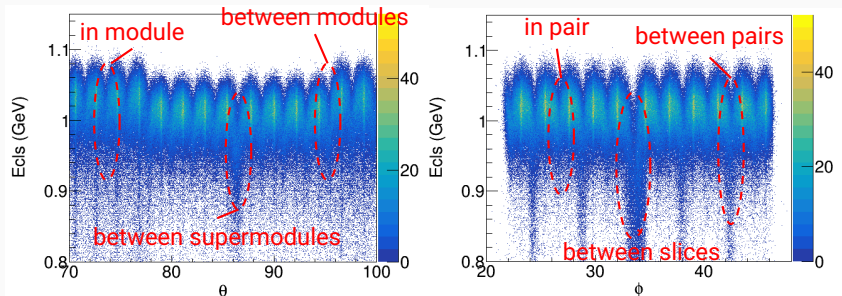 in module
between modules
between supermodules
Ecls (GeV)
1.1
1
0.9
0.8
70
80
90
100
θ
40
20
0
in pair
between pairs
between slices
Ecls (GeV)
1.1
1
0.9
0.8
20
30
40
ϕ
40
20
0